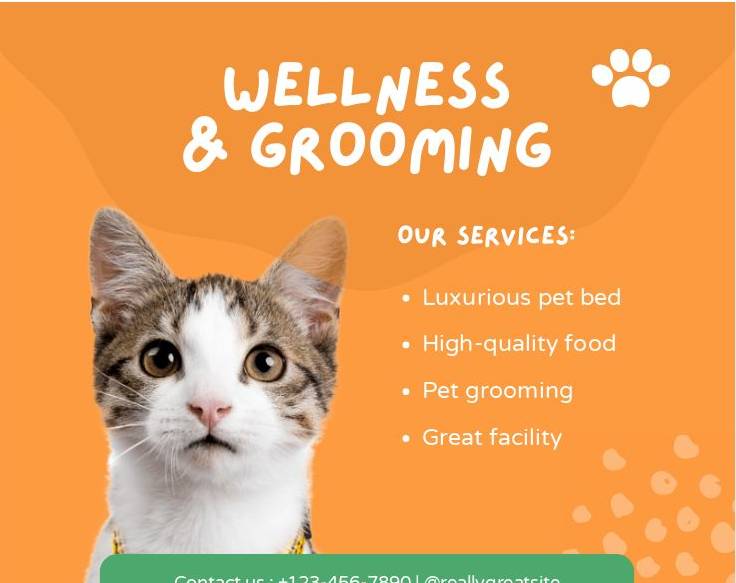 WELLNESS
& GROOMING
OUR SERVICES:
• Luxurious pet bed
• High-quality food
• Pet grooming
• Great facility
Contact us : +123-456-7890 | @reallygreatsite